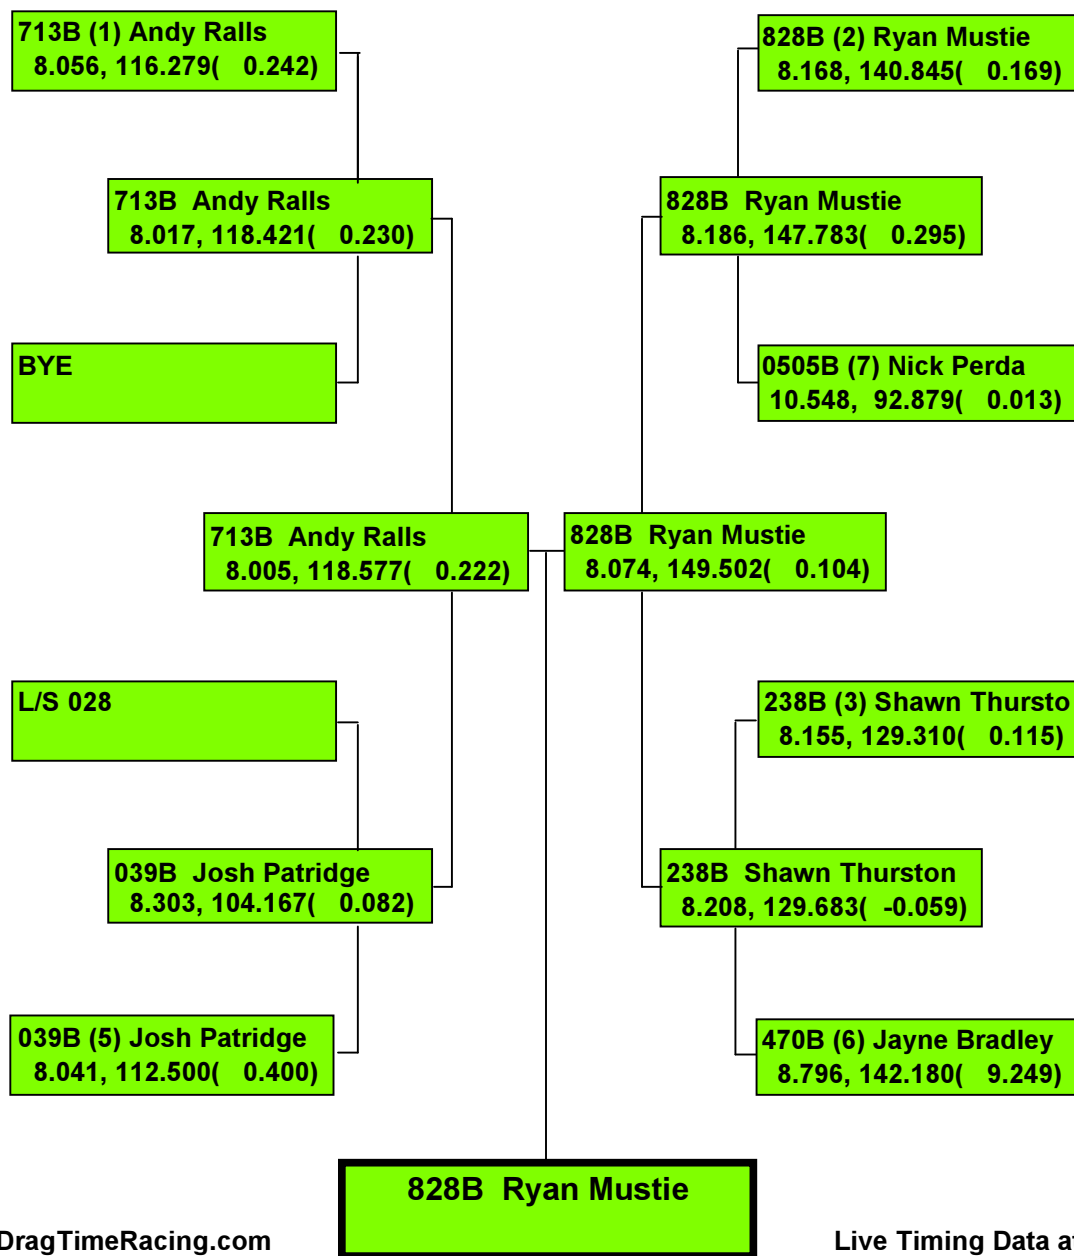 713B (1) Andy Ralls
8.056, 116.279( 0.242)
828B (2) Ryan Mustie
8.168, 140.845( 0.169)
713B Andy Ralls
8.017, 118.421( 0.230)
828B Ryan Mustie
8.186, 147.783( 0.295)
BYE
0505B (7) Nick Perda
10.548, 92.879( 0.013)
713B Andy Ralls
8.005, 118.577( 0.222)
828B Ryan Mustie
8.074, 149.502( 0.104)
L/S 028
238B (3) Shawn Thursto
8.155, 129.310( 0.115)
039B Josh Patridge
8.303, 104.167( 0.082)
238B Shawn Thurston
8.208, 129.683( -0.059)
039B (5) Josh Patridge
8.041, 112.500( 0.400)
470B (6) Jayne Bradley
8.796, 142.180( 9.249)
828B Ryan Mustie
DragTimeRacing.com
Live Timing Data at